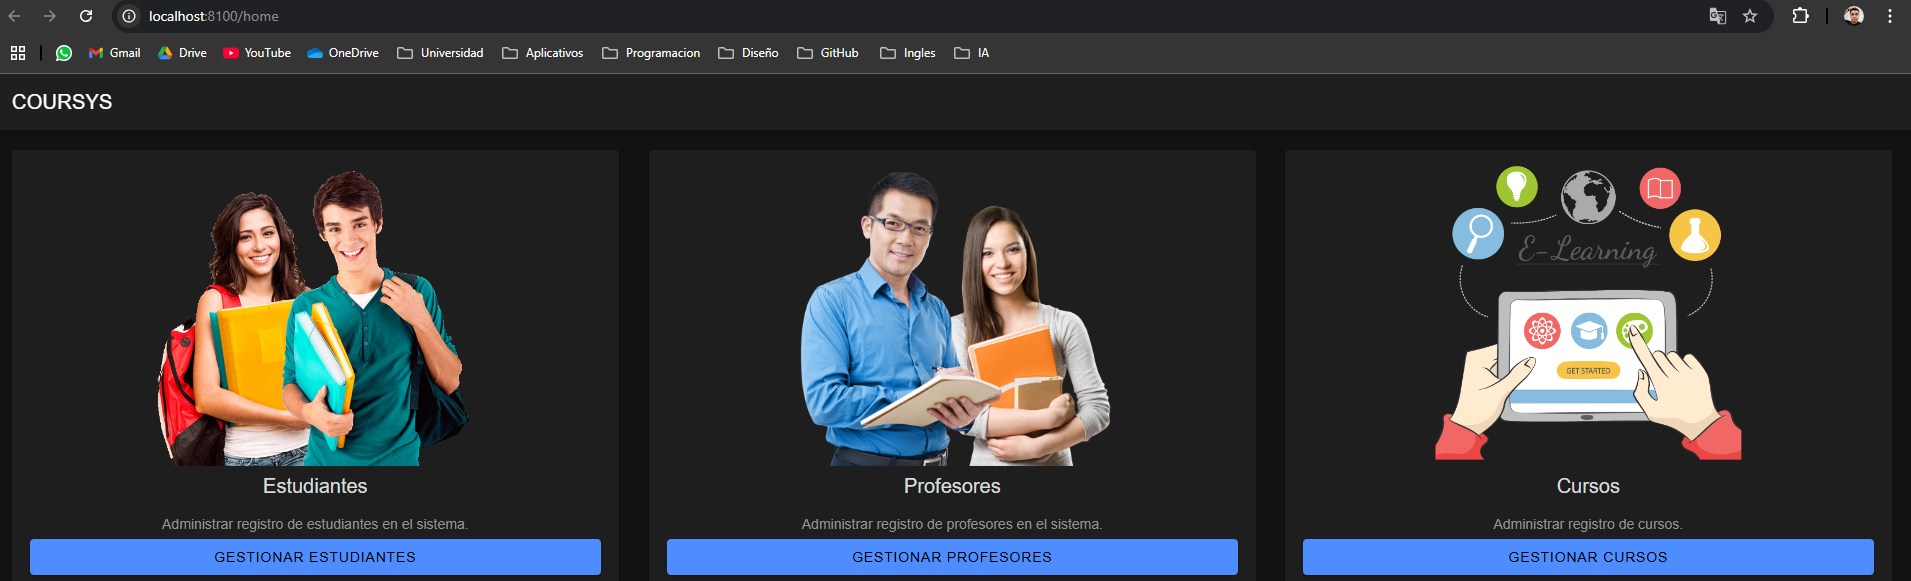 localhost:8100/home
Gmail Drive YouTube OneDrive Universidad Aplicativos Programacion Diseño GitHub Ingles IA
COURSYS
E-Learning
GET STARTED
Estudiantes Profesores Cursos
Administrar registro de estudiantes en el sistema. Administrar registro de profesores en el sistema. Administrar registro de cursos.
GESTIONAR ESTUDIANTES GESTIONAR PROFESORES GESTIONAR CURSOS